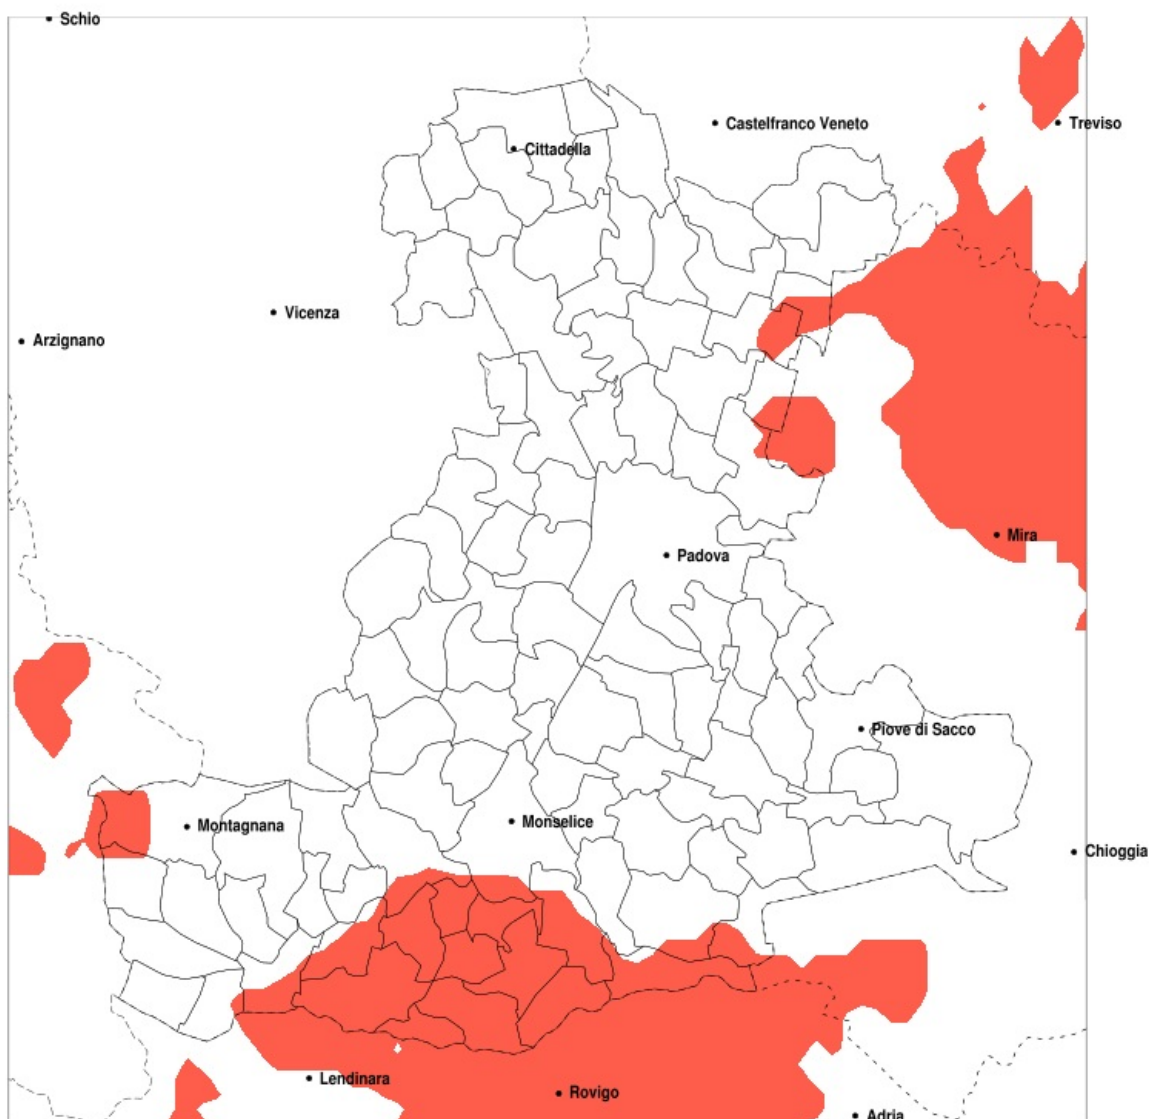 Schio
Castelfranco Veneto
Treviso
Cittadella
Vicenza
Arzignano
Mira
Padova
Piove di Sacco
Montagnana
Monselice
Chioggia
Lendinara
Rovigo
Adria